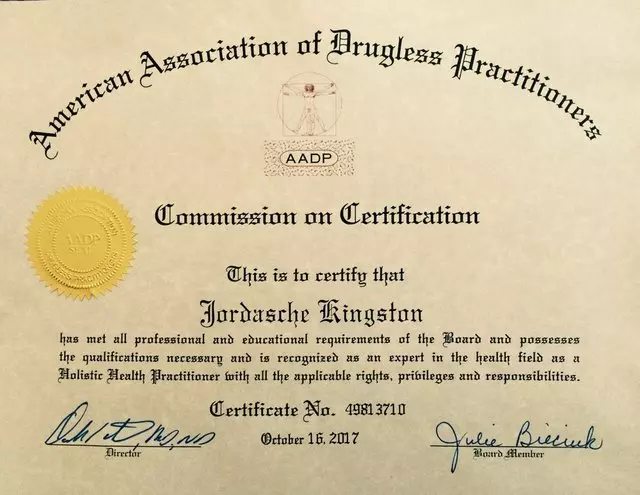 American Association of Drugless Practitioners
AADP
Commission on Certification
AADP
This is to certify that
Jordasche Kingston
has met all professional and educational requirements of the Board and possesses
the qualifications necessary and is recognized as an expert in the health field as a
Holistic Health Practitioner with all the applicable rights, privileges and responsibilities.
Certificate No. 49813710
October 16, 2017
Director
Julie
Board Member